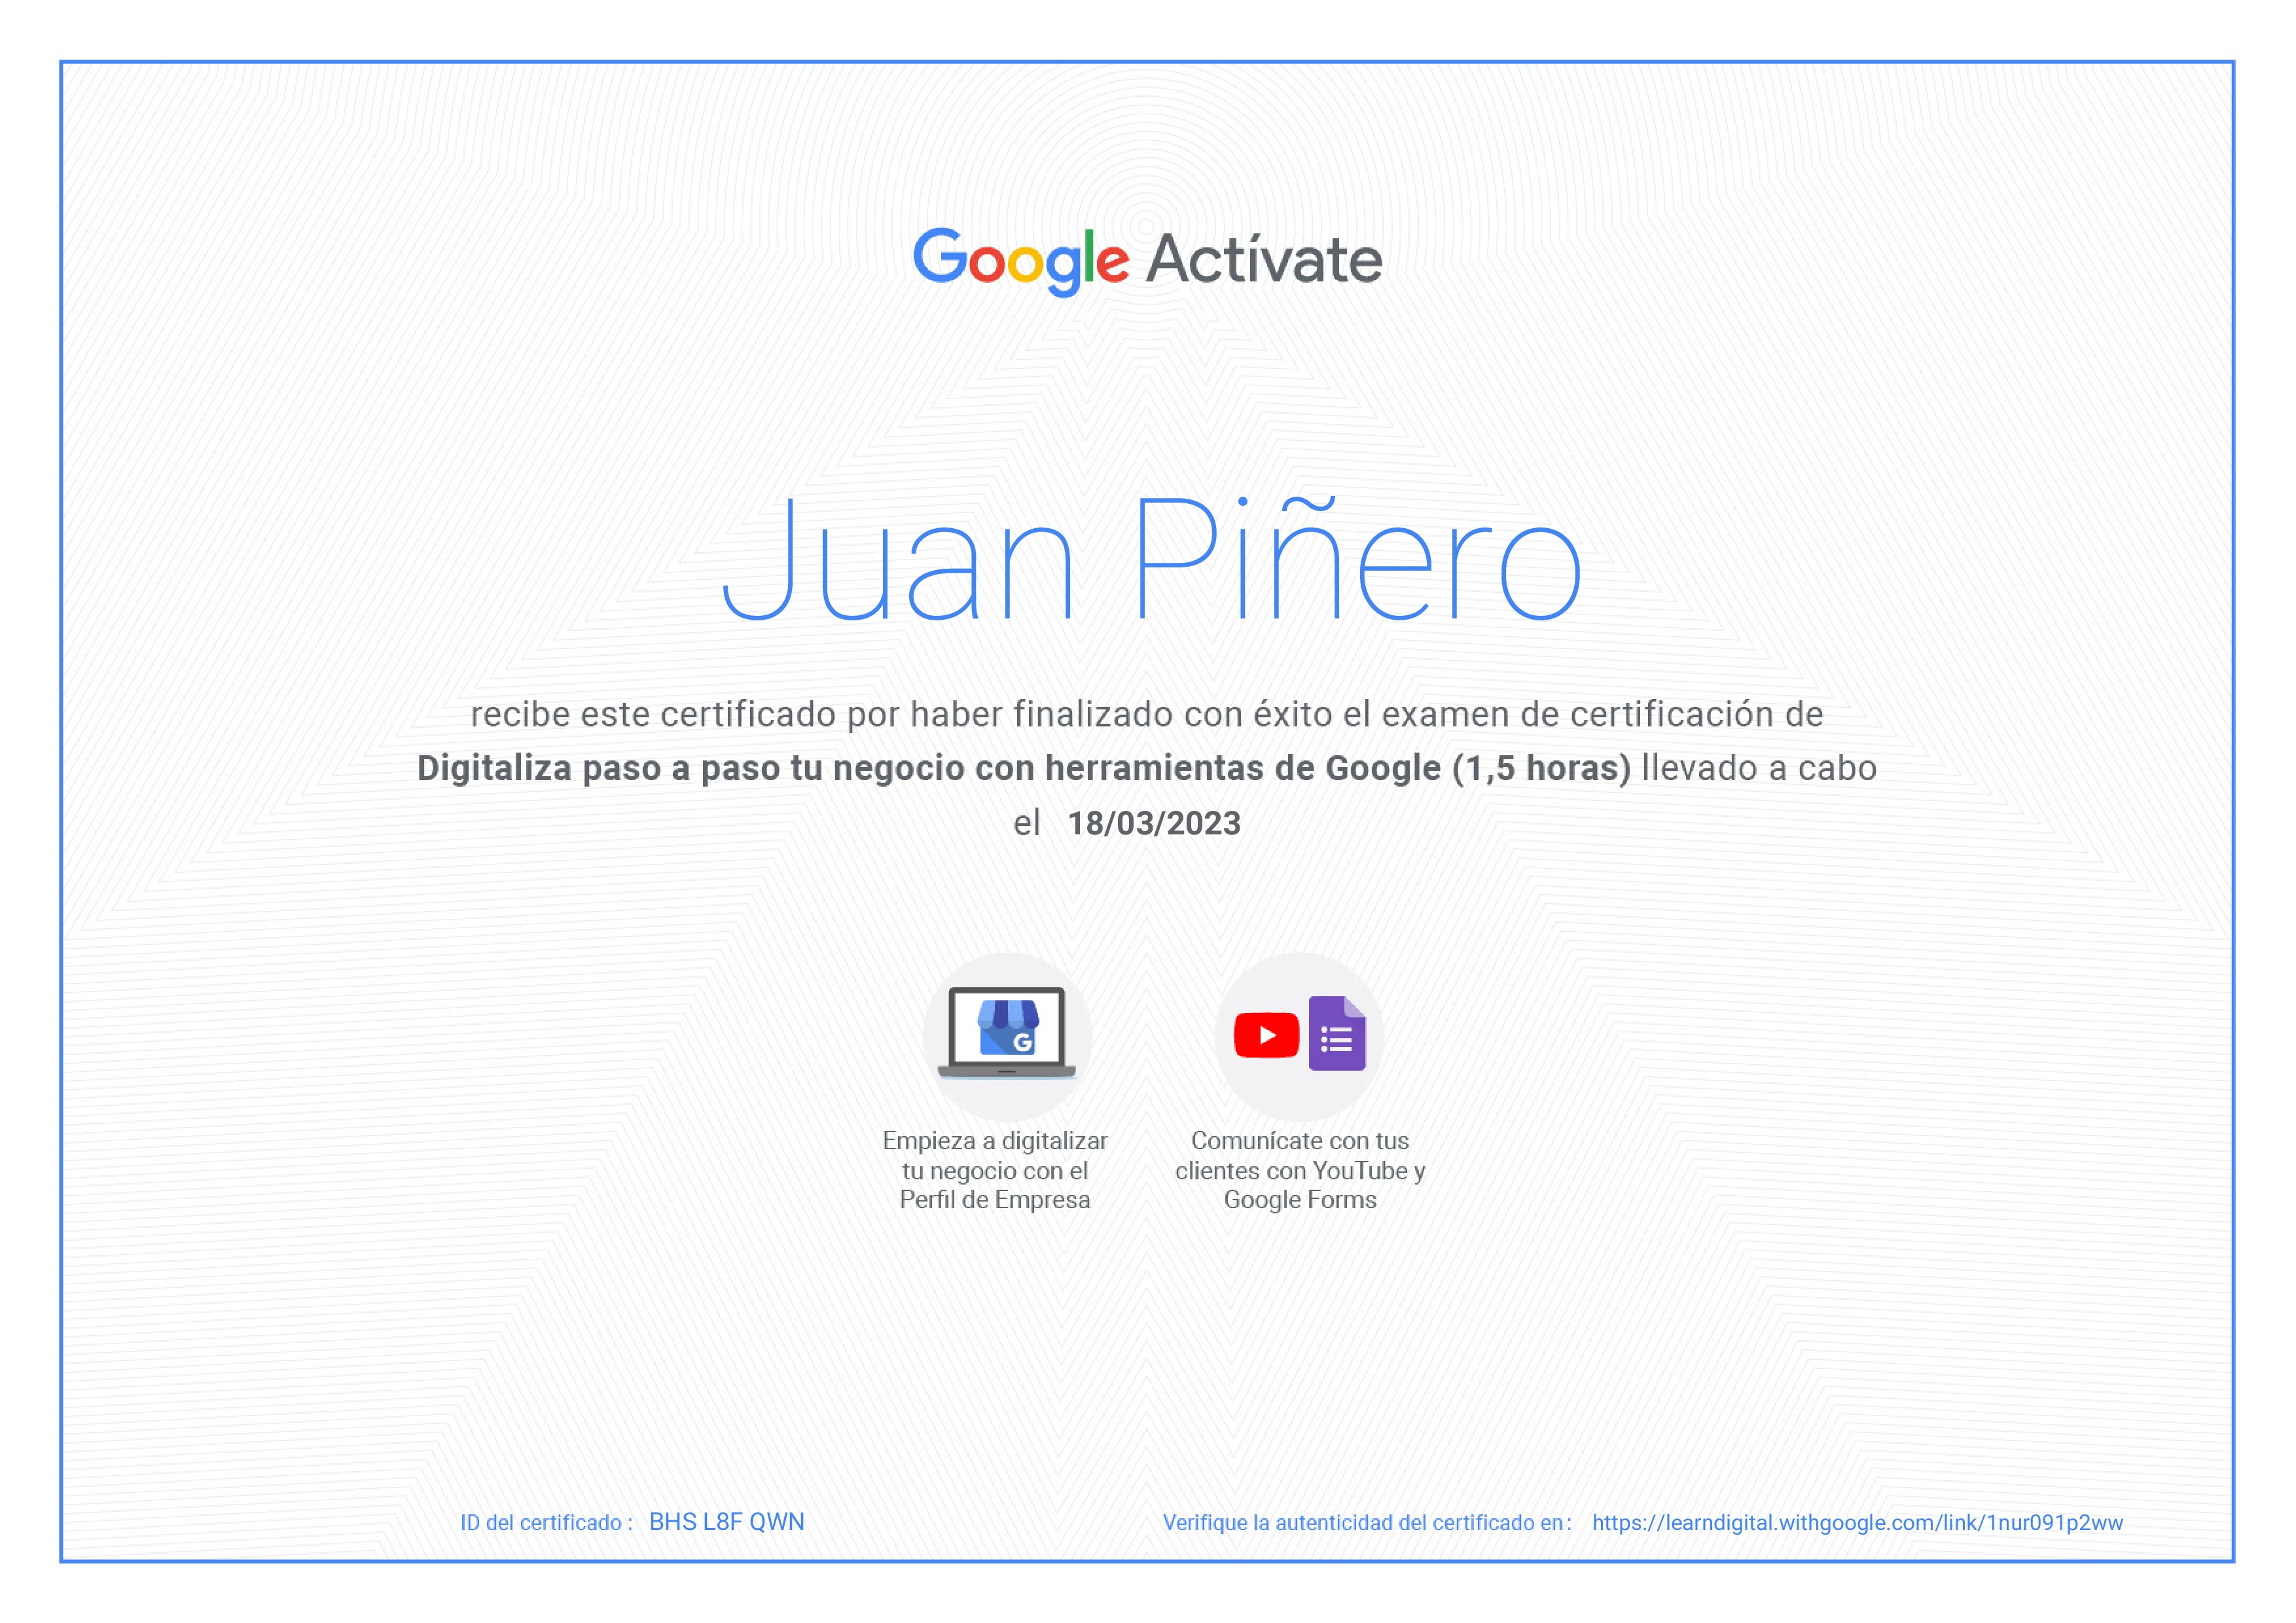 Google Actívate
Juan Piñero
recibe este certificado por haber finalizado con éxito el examen de certificación de
Digitaliza paso a paso tu negocio con herramientas de Google (1,5 horas) llevado a cabo
el 18/03/2023
G
Empieza a digitalizar
tu negocio con el
Perfil de Empresa
Comunícate con tus
clientes con YouTube y
Google Forms
ID del certificado : BHS L8F QWN
Verifique la autenticidad del certificado en : https://learndigital.withgoogle.com/link/1nur091p2ww